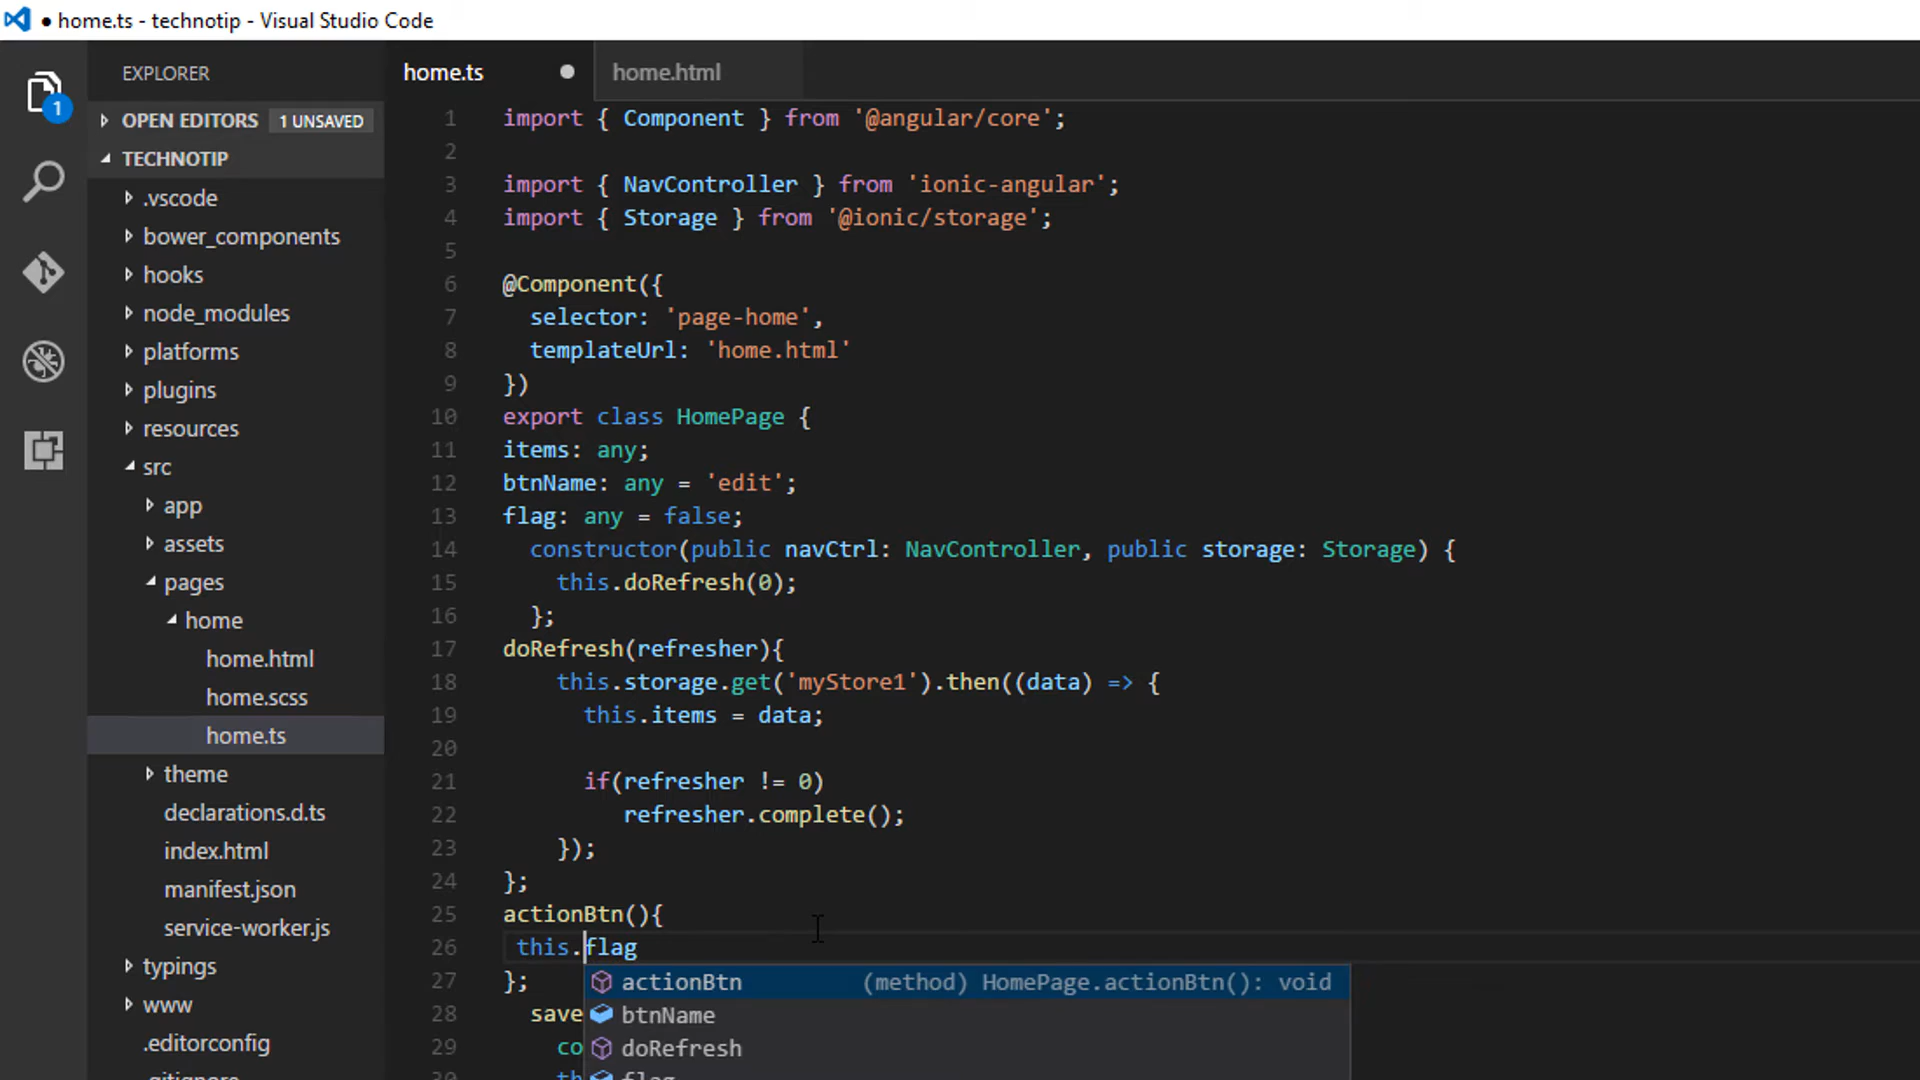 ● home.ts - technotip - Visual Studio Code
EXPLORER
1
OPEN EDITORS 1 UNSAVED
TECHNOTIP
.vscode
bower_components
hooks
node_modules
platforms
plugins
resources
src
app
assets
pages
home
home.html
home.scss
home.ts
theme
declarations.d.ts
index.html
manifest.json
service-worker.js
typings
www
.editorconfig
.gitignore
home.ts ● home.html
1 import { Component } from '@angular/core';
2
3 import { NavController } from 'ionic-angular';
4 import { Storage } from '@ionic/storage';
5
6 @Component({
7 selector: 'page-home',
8 templateUrl: 'home.html'
9 })
10 export class HomePage {
11 items: any;
12 btnName: any = 'edit';
13 flag: any = false;
14 constructor(public navCtrl: NavController, public storage: Storage) {
15 this.doRefresh(0);
16 };
17 doRefresh(refresher){
18 this.storage.get('myStore1').then((data) => {
19 this.items = data;
20
21 if(refresher != 0)
22 refresher.complete();
23 });
24 };
25 actionBtn(){
26 this.flag
27 };
28 save
29 co
30 th
actionBtn (method) HomePage.actionBtn(): void
btnName
doRefresh
flag